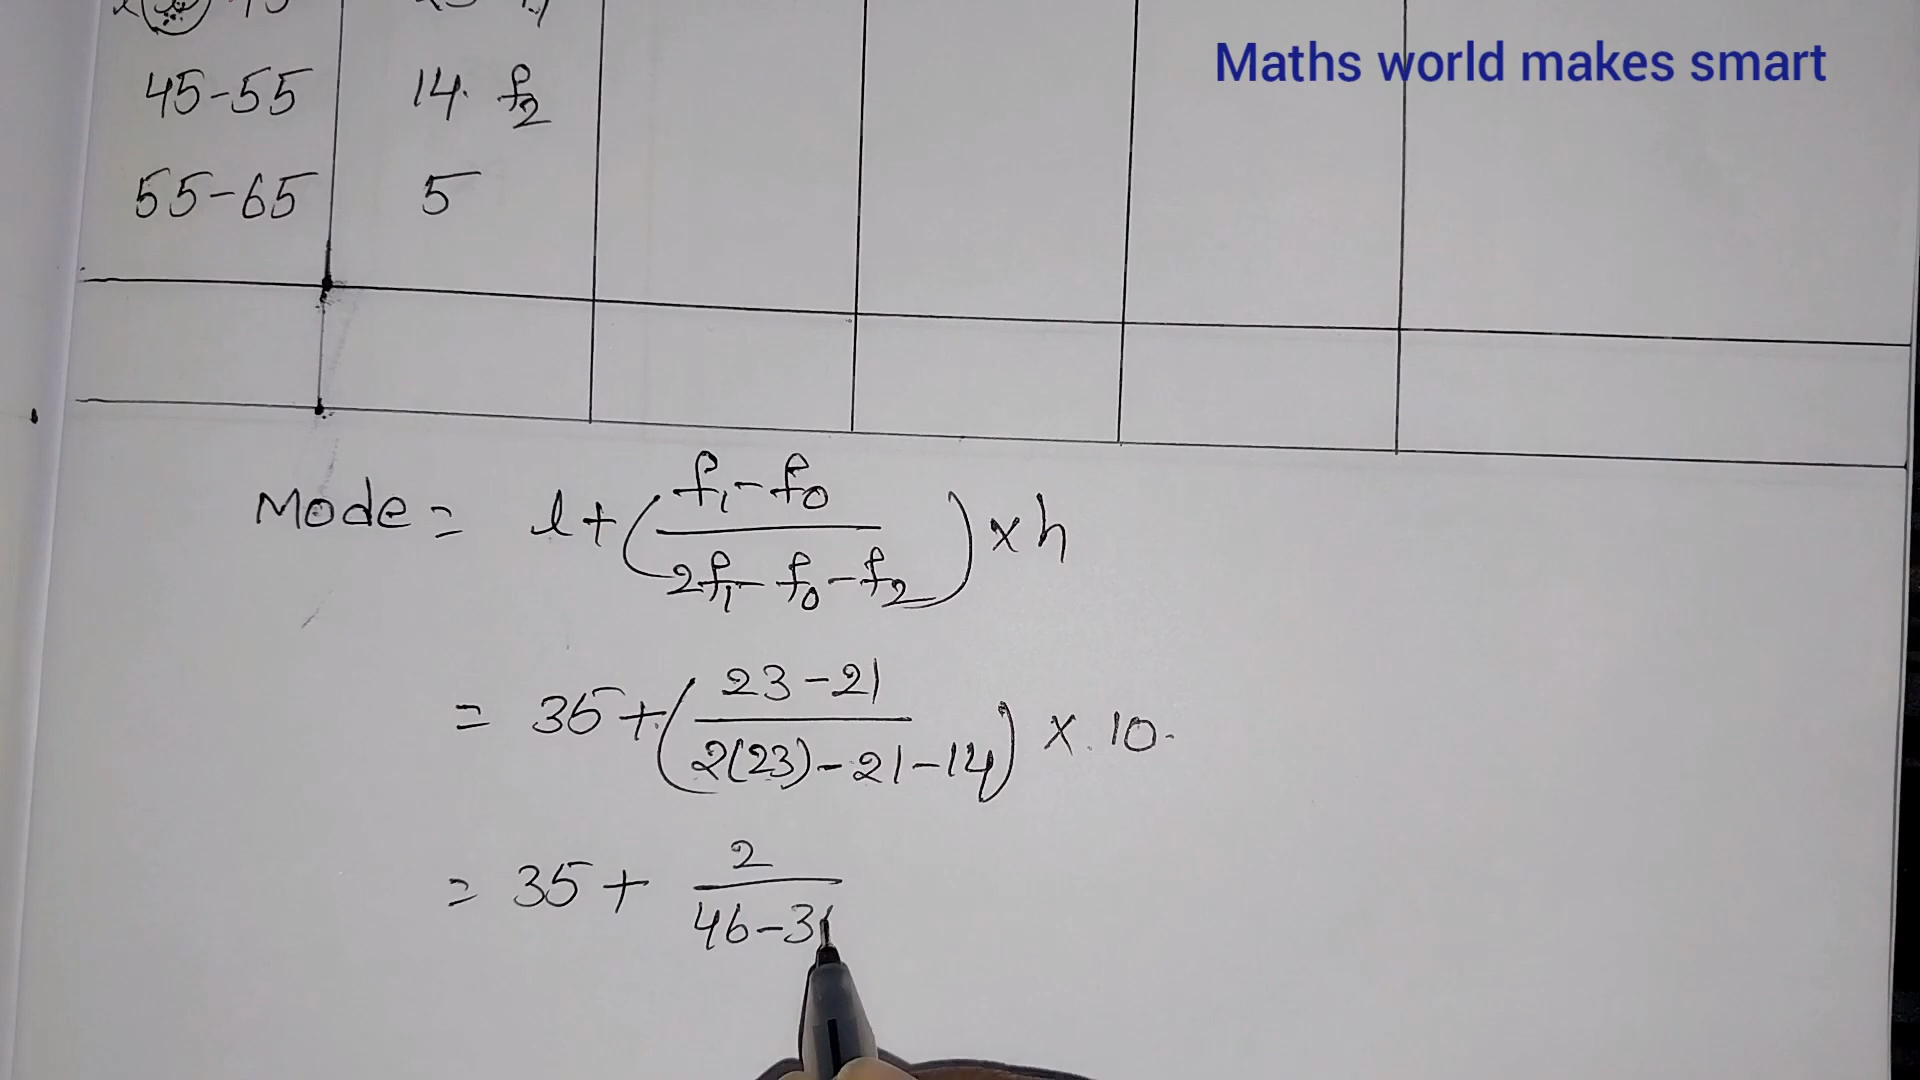 Maths world makes smart
45-55 14. f2
55-65 5
Mode = l + (f1 - f0 / 2f1 - f0 - f2) x h
= 35 + (23 - 21 / 2(23) - 21 - 14) x . 10.
= 35 + 2 / 46 - 3